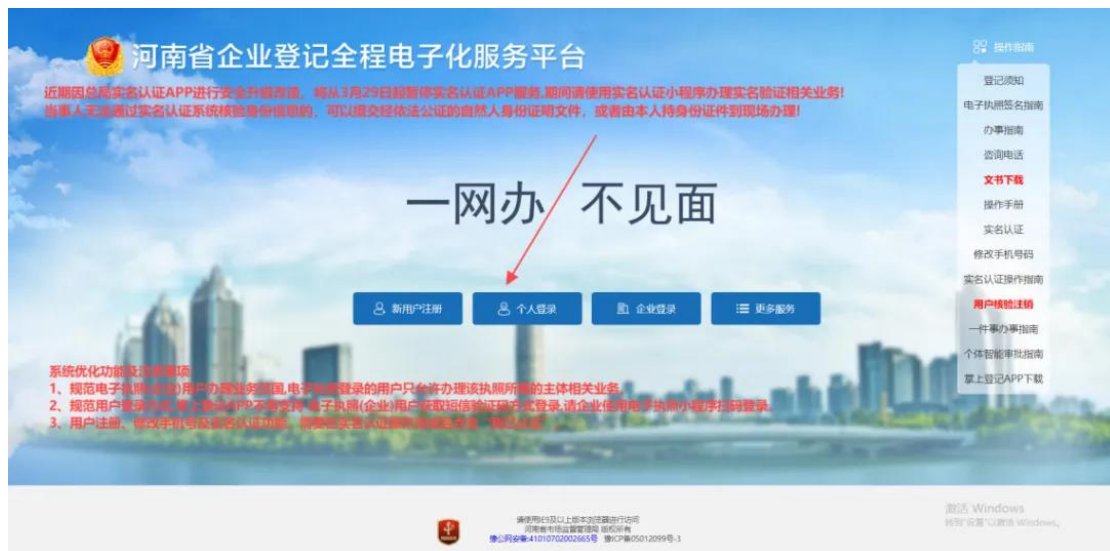 河南省企业登记全程电子化服务平台
近期因总局实名认证APP进行安全升级改造，将从3月29日起暂停实名认证APP服务,期间请使用实名认证小程序办理实名验证相关业务!
当事人无法通过实名认证系统核验身份信息的，可以提交经依法公证的自然人身份证明文件，或者由本人持身份证件到现场办理!
一网办 不见面
新用户注册
个人登录
企业登录
更多服务
操作指南
登记须知
电子执照签名指南
办事指南
咨询电话
文书下载
操作手册
实名认证
修改手机号码
实名认证操作指南
用户核验注销
一件事办事指南
个体智能审批指南
掌上登记APP下载
系统优化功能及注意事项
1、规范电子执照(企业)用户办理业务范围,电子执照登录的用户只允许办理该执照所属的主体相关业务。
2、规范用户登录方式,掌上登记APP不再支持 电子执照(企业)用户获取短信验证码方式登录,请企业使用电子执照小程序扫码登录。
3、用户注册、修改手机号及实名认证功能
请使用IE9及以上版本浏览器进行访问
河南省市场监督管理局 版权所有
豫公网安备:41010702002665号 豫ICP备05012099号-3
激活 Windows
转到"设置"以激活 Windows。